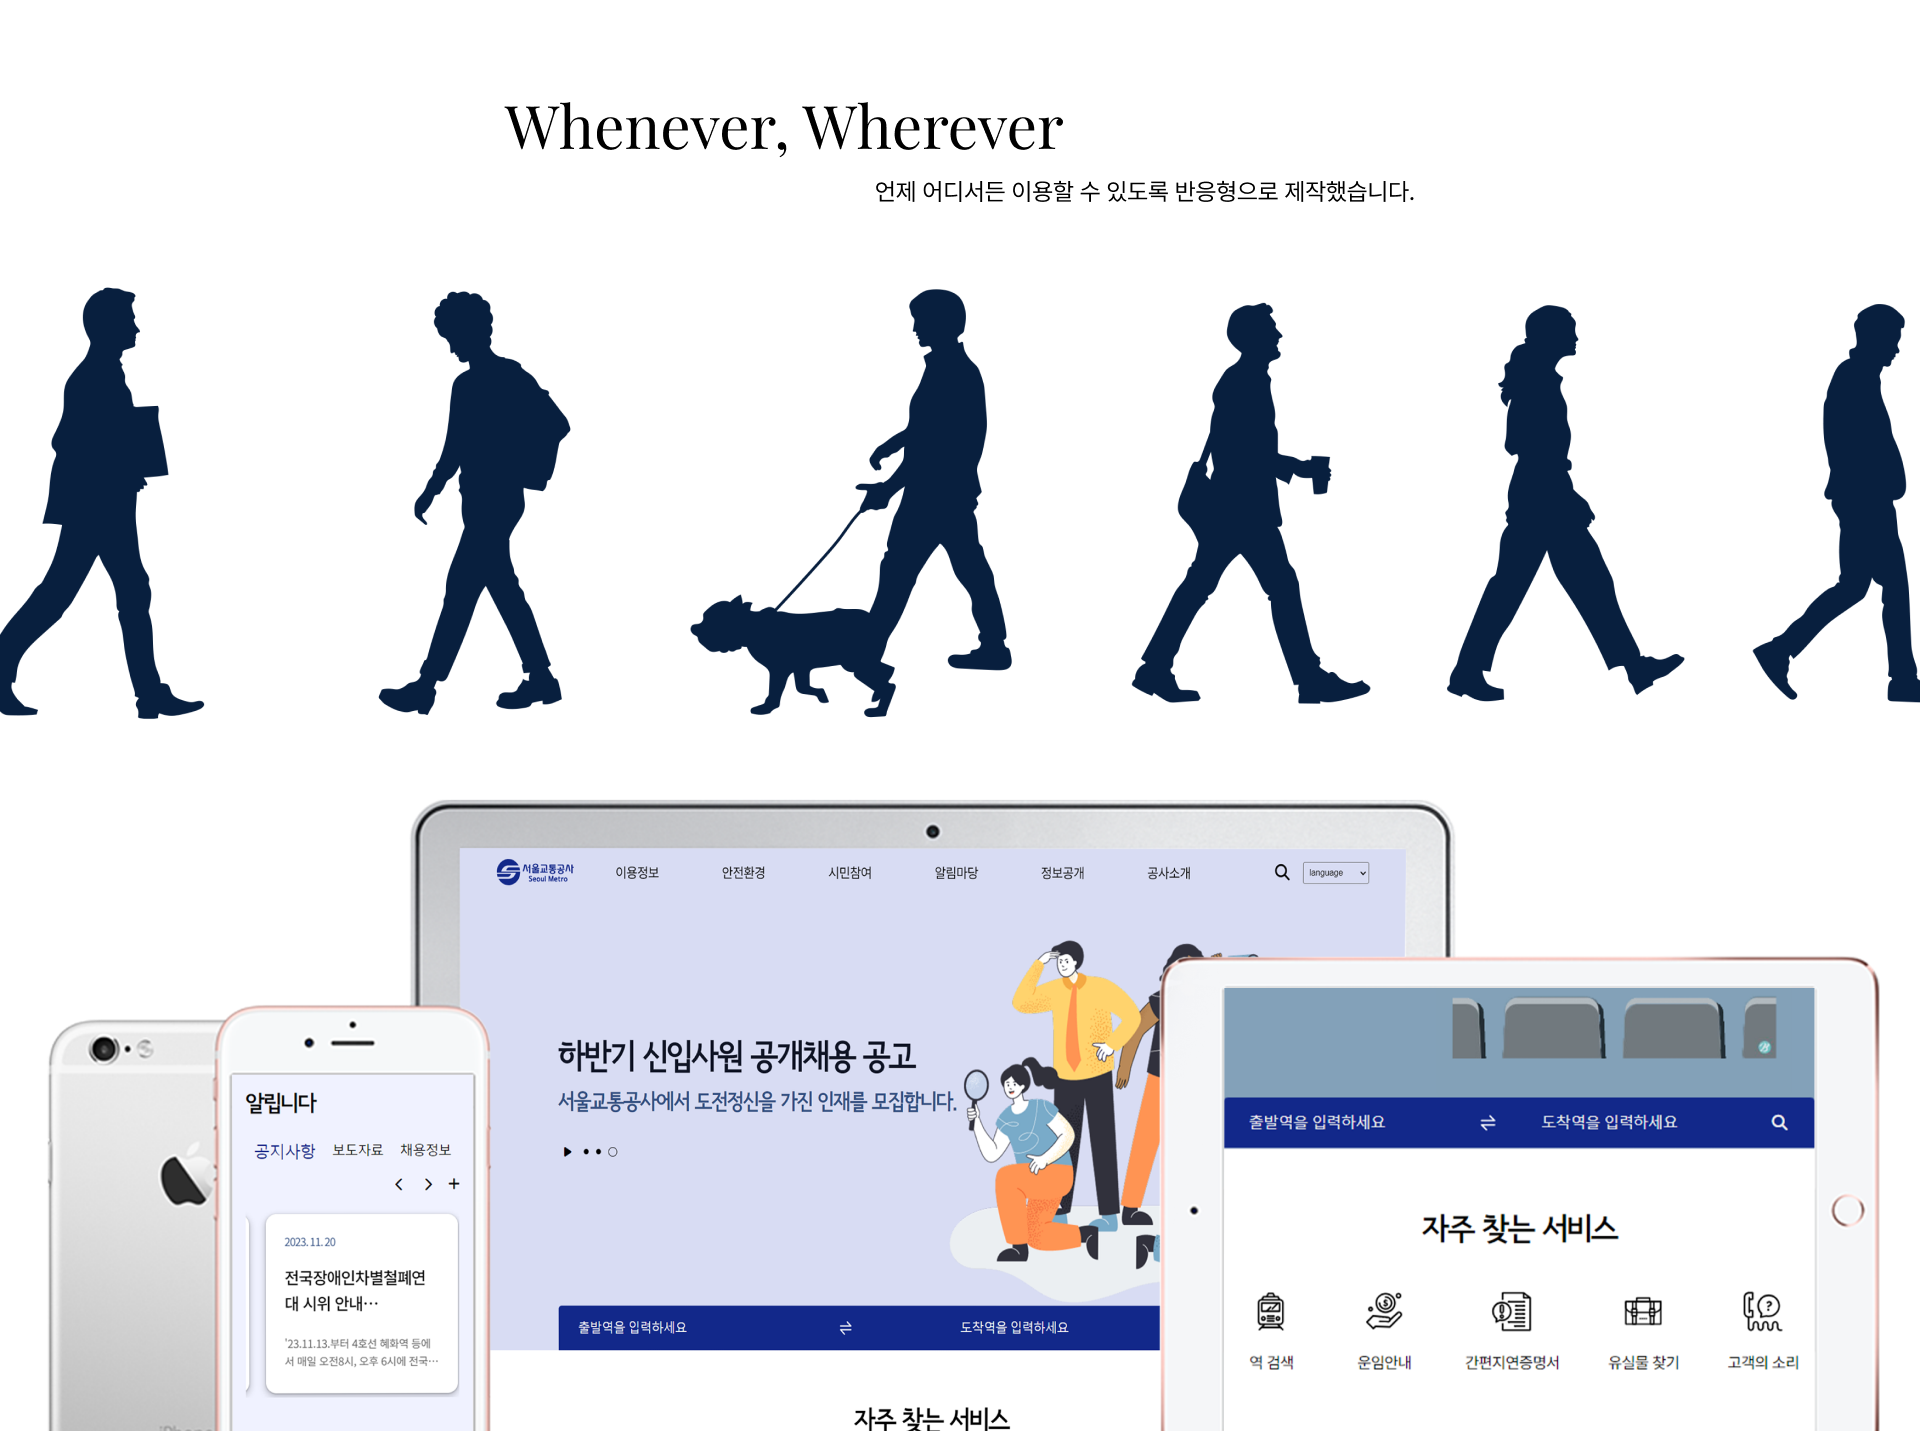 Whenever, Wherever
언제 어디서든 이용할 수 있도록 반응형으로 제작했습니다.
서울교통공사
Seoul Metro
이용정보
안전환경
시민참여
알림마당
정보공개
공사소개
language
하반기 신입사원 공개채용 공고
서울교통공사에서 도전정신을 가진 인재를 모집합니다.
출발역을 입력하세요
도착역을 입력하세요
자주 찾는 서비스
알립니다
공지사항
보도자료
채용정보
2023.11.20
전국장애인차별철폐연
대 시위 안내…
'23.11.13.부터 4호선 혜화역 등에
서 매일 오전8시, 오후 6시에 전국…
출발역을 입력하세요
도착역을 입력하세요
자주 찾는 서비스
역 검색
운임안내
간편지연증명서
유실물 찾기
고객의 소리